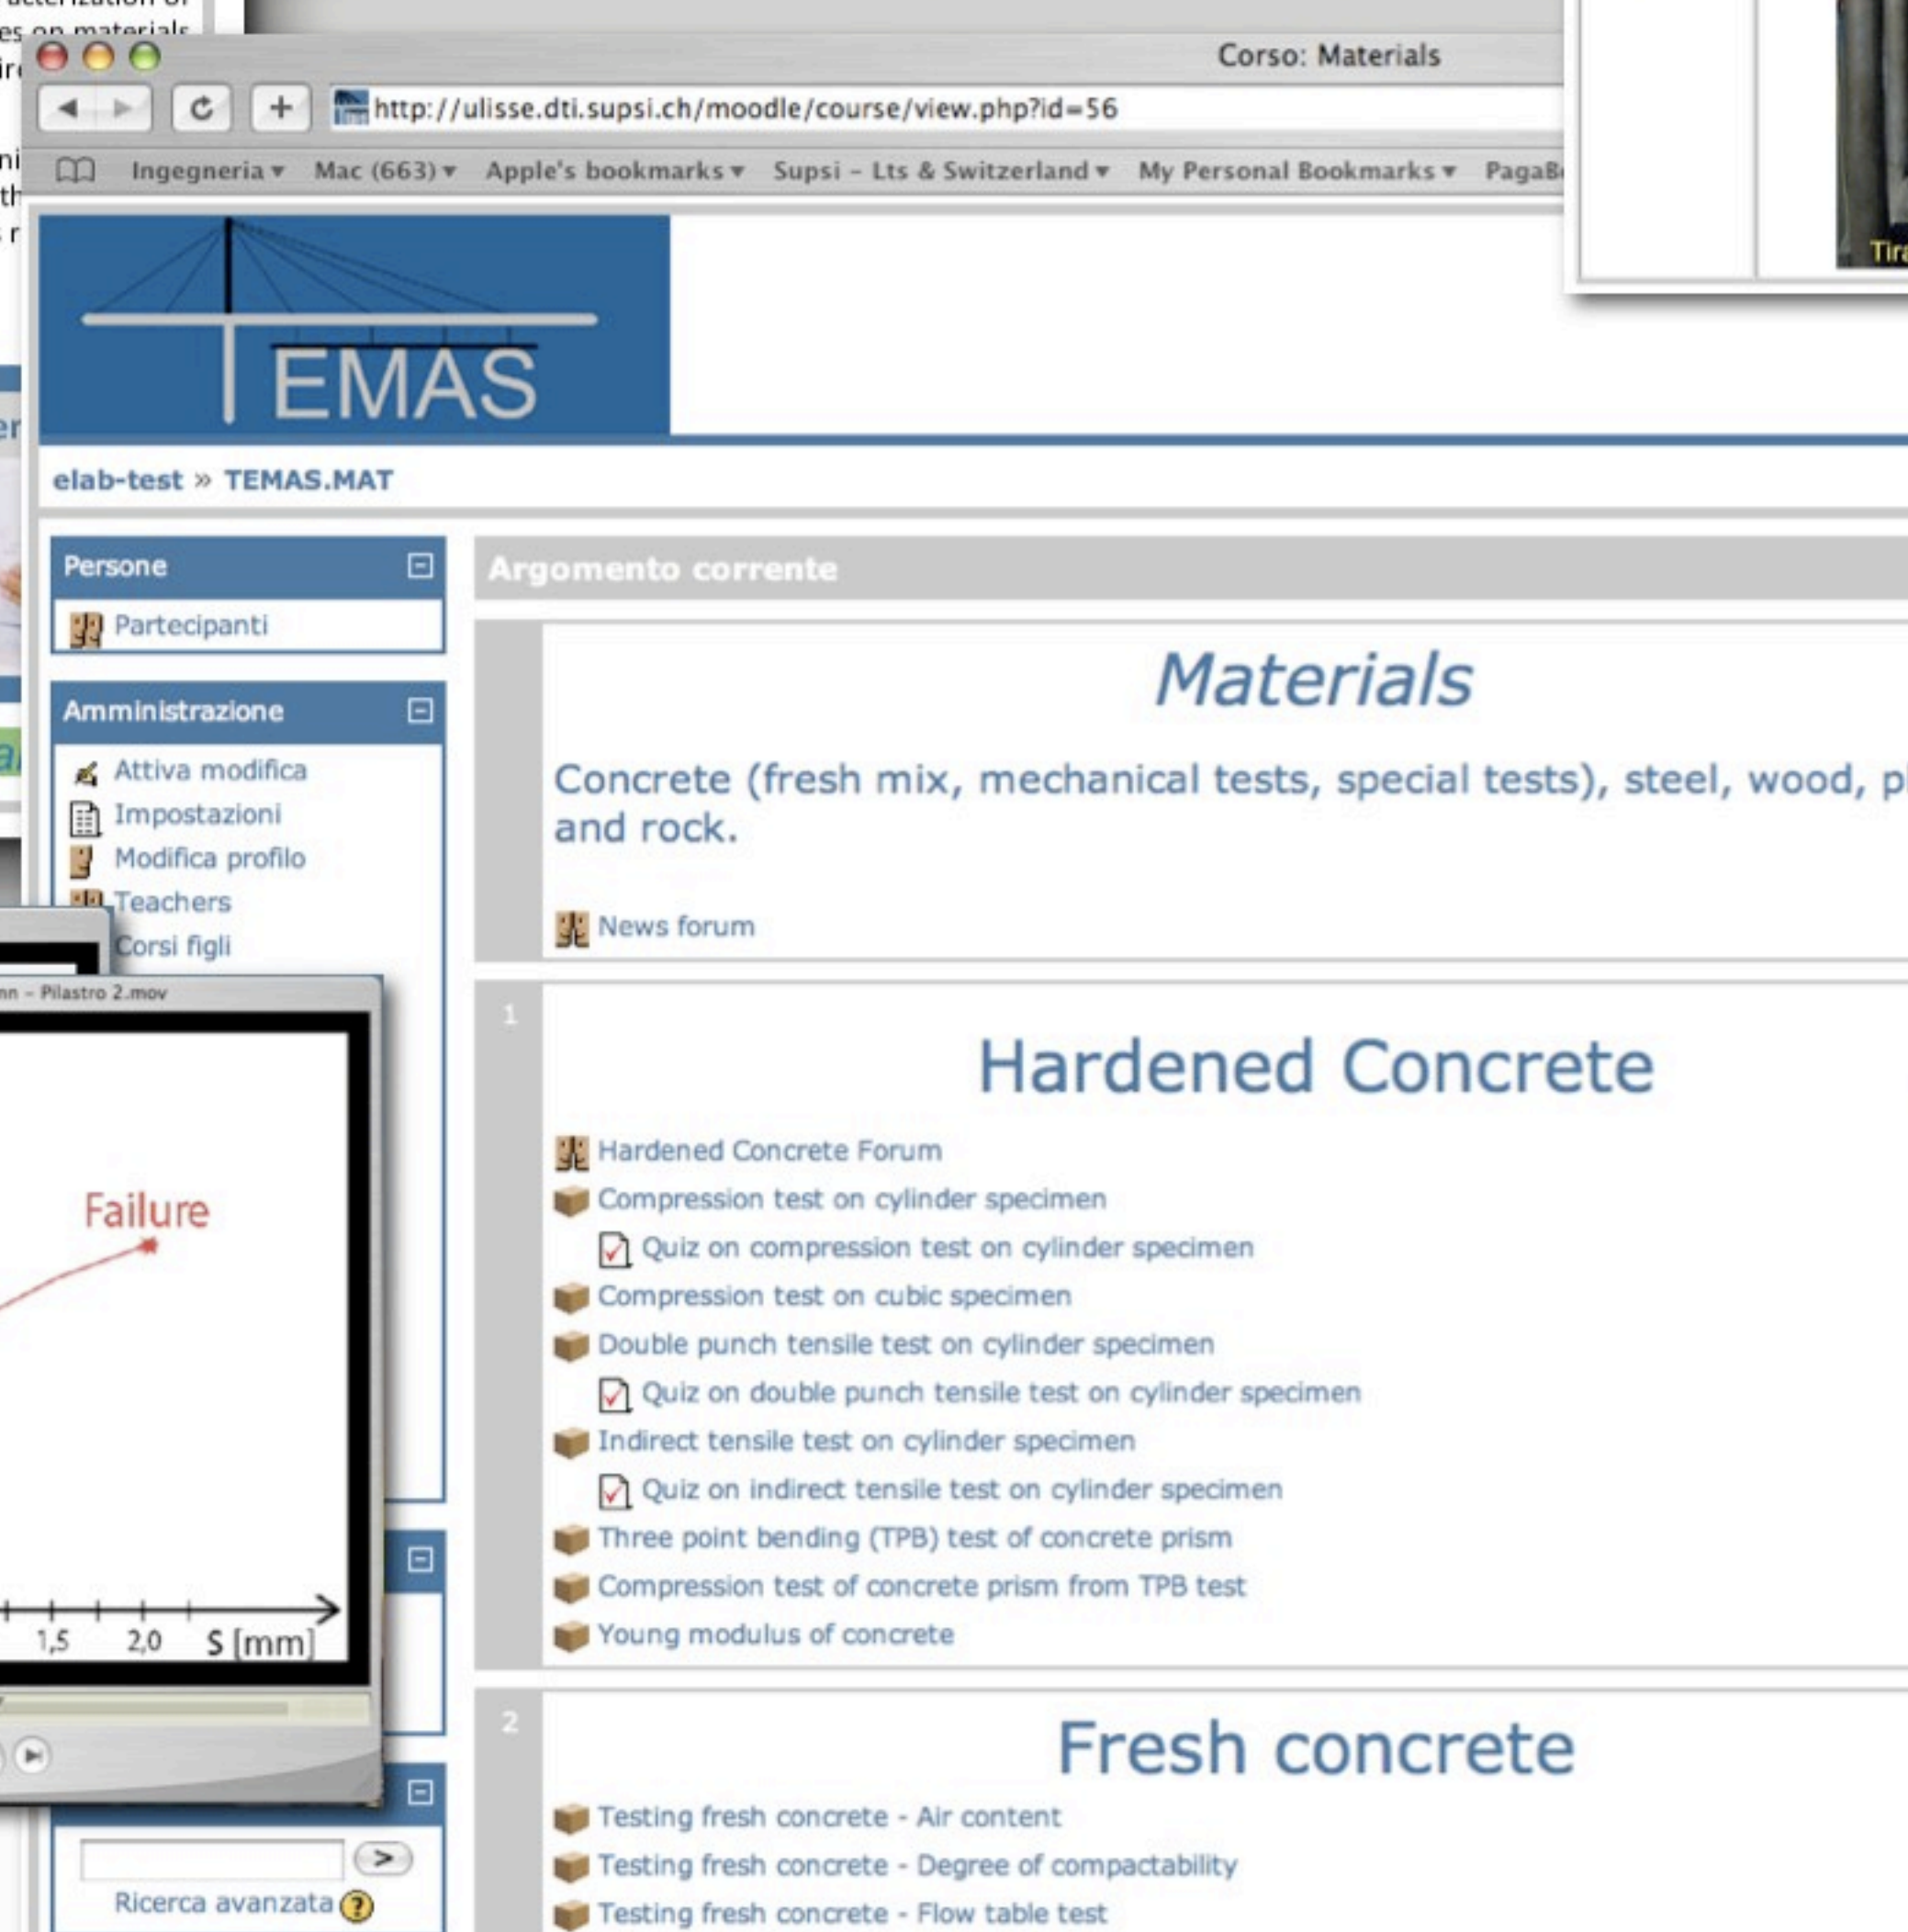 es on materials
Corso: Materials
http://ulisse.dti.supsi.ch/moodle/course/view.php?id=56
Ingegneria Mac (663) Apple's bookmarks Supsi – Lts & Switzerland My Personal Bookmarks
TEMAS
elab-test » TEMAS.MAT
Persone
Partecipanti
Amministrazione
Attiva modifica
Impostazioni
Modifica profilo
Teachers
Corsi figli
Argomento corrente
Materials
Concrete (fresh mix, mechanical tests, special tests), steel, wood,
and rock.
News forum
1
Hardened Concrete
Hardened Concrete Forum
Compression test on cylinder specimen
Quiz on compression test on cylinder specimen
Compression test on cubic specimen
Double punch tensile test on cylinder specimen
Quiz on double punch tensile test on cylinder specimen
Indirect tensile test on cylinder specimen
Quiz on indirect tensile test on cylinder specimen
Three point bending (TPB) test of concrete prism
Compression test of concrete prism from TPB test
Young modulus of concrete
2
Fresh concrete
Testing fresh concrete - Air content
Testing fresh concrete - Degree of compactability
Testing fresh concrete - Flow table test
– Pilastro 2.mov
Failure
1,5 2,0 S [mm]
>
Ricerca avanzata ?